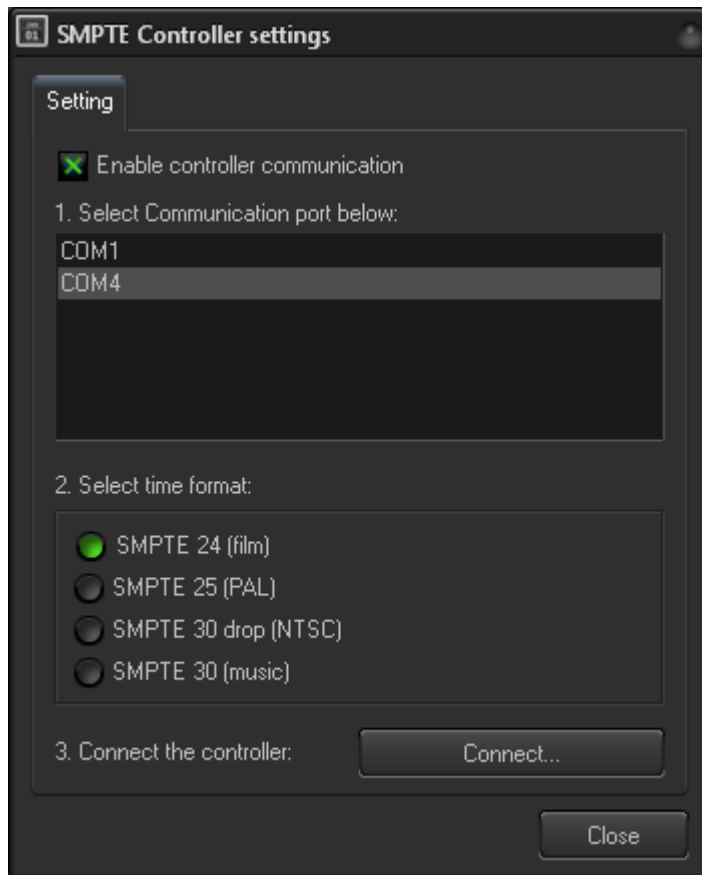 SMPTE Controller settings
Setting
Enable controller communication
1. Select Communication port below:
COM1
COM4
2. Select time format:
SMPTE 24 (film)
SMPTE 25 (PAL)
SMPTE 30 drop (NTSC)
SMPTE 30 (music)
3. Connect the controller:
Connect...
Close